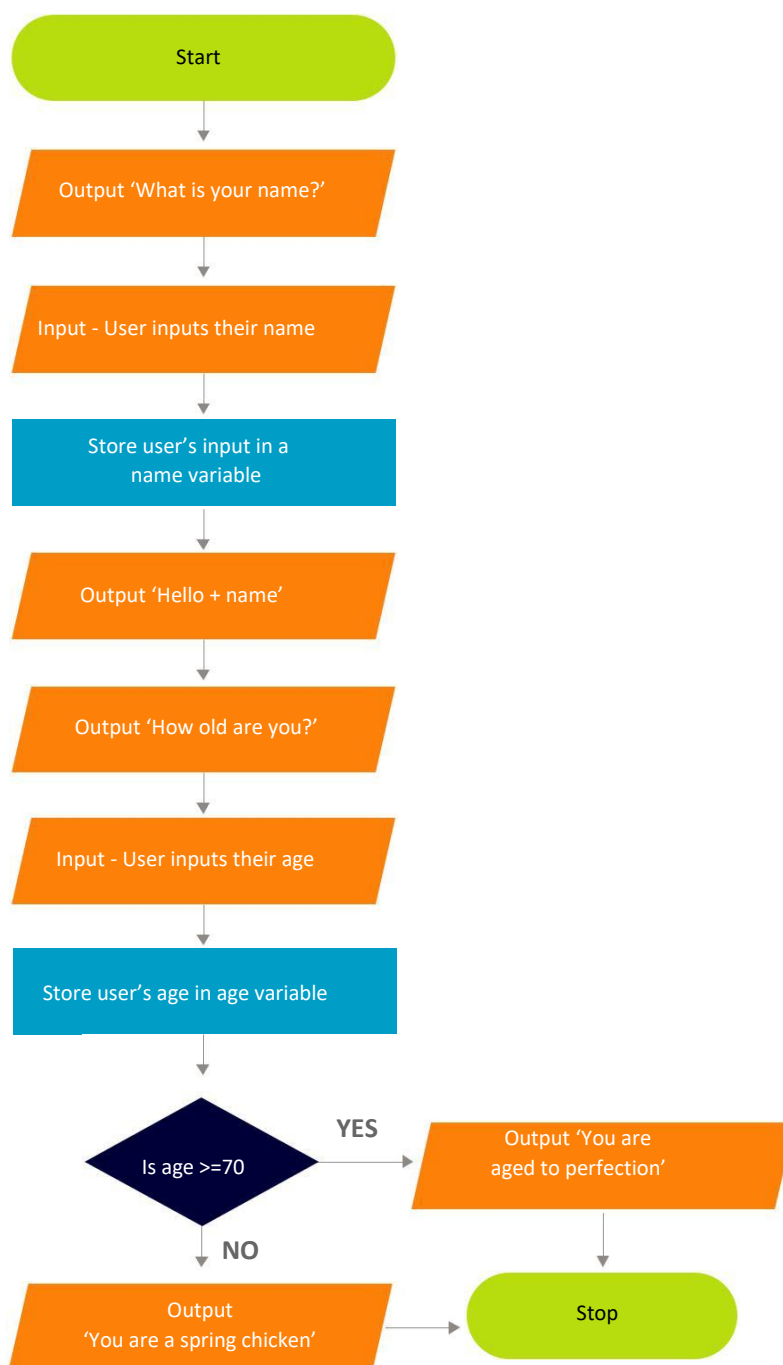 Start
Output ‘What is your name?’
Input - User inputs their name
Store user’s input in a
name variable
Output ‘Hello + name’
Output ‘How old are you?’
Input - User inputs their age
Store user’s age in age variable
Is age >=70
YES
Output ‘You are
aged to perfection’
NO
Output
‘You are a spring chicken’
Stop